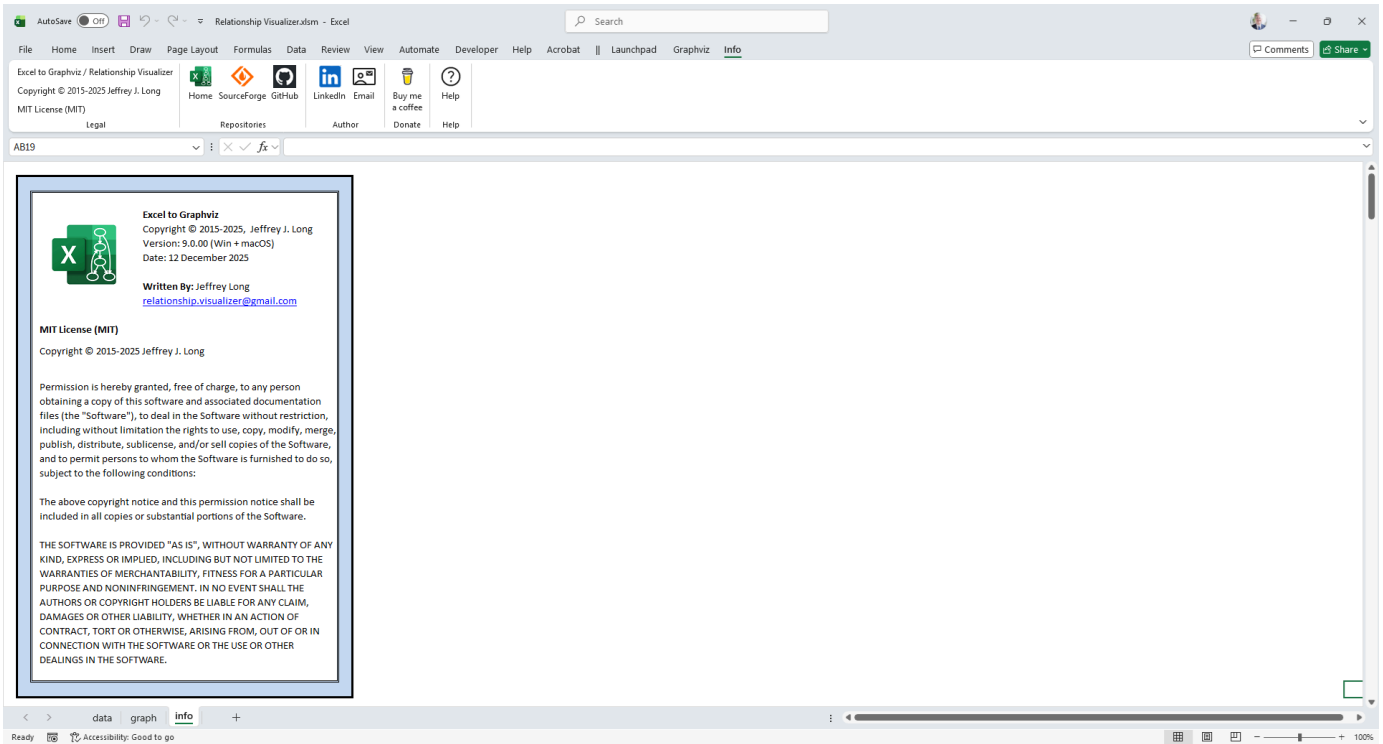 AutoSave Off Relationship Visualizer.xlsm - Excel Search
File Home Insert Draw Page Layout Formulas Data Review View Automate Developer Help Acrobat || Launchpad Graphviz Info Comments Share
Excel to Graphviz / Relationship Visualizer
Copyright © 2015-2025 Jeffrey J. Long
MIT License (MIT)
Legal
Home SourceForge GitHub
Repositories
LinkedIn Email
Author
Buy me
a coffee
Donate
Help
Help
AB19 fx
Excel to Graphviz
Copyright © 2015-2025, Jeffrey J. Long
Version: 9.0.00 (Win + macOS)
Date: 12 December 2025
Written By: Jeffrey Long
relationship.visualizer@gmail.com
MIT License (MIT)
Copyright © 2015-2025 Jeffrey J. Long
Permission is hereby granted, free of charge, to any person
obtaining a copy of this software and associated documentation
files (the "Software"), to deal in the Software without restriction,
including without limitation the rights to use, copy, modify, merge,
publish, distribute, sublicense, and/or sell copies of the Software,
and to permit persons to whom the Software is furnished to do so,
subject to the following conditions:
The above copyright notice and this permission notice shall be
included in all copies or substantial portions of the Software.
THE SOFTWARE IS PROVIDED "AS IS", WITHOUT WARRANTY OF ANY
KIND, EXPRESS OR IMPLIED, INCLUDING BUT NOT LIMITED TO THE
WARRANTIES OF MERCHANTABILITY, FITNESS FOR A PARTICULAR
PURPOSE AND NONINFRINGEMENT. IN NO EVENT SHALL THE
AUTHORS OR COPYRIGHT HOLDERS BE LIABLE FOR ANY CLAIM,
DAMAGES OR OTHER LIABILITY, WHETHER IN AN ACTION OF
CONTRACT, TORT OR OTHERWISE, ARISING FROM, OUT OF OR IN
CONNECTION WITH THE SOFTWARE OR THE USE OR OTHER
DEALINGS IN THE SOFTWARE.
data graph info +
Ready Accessibility: Good to go 100%